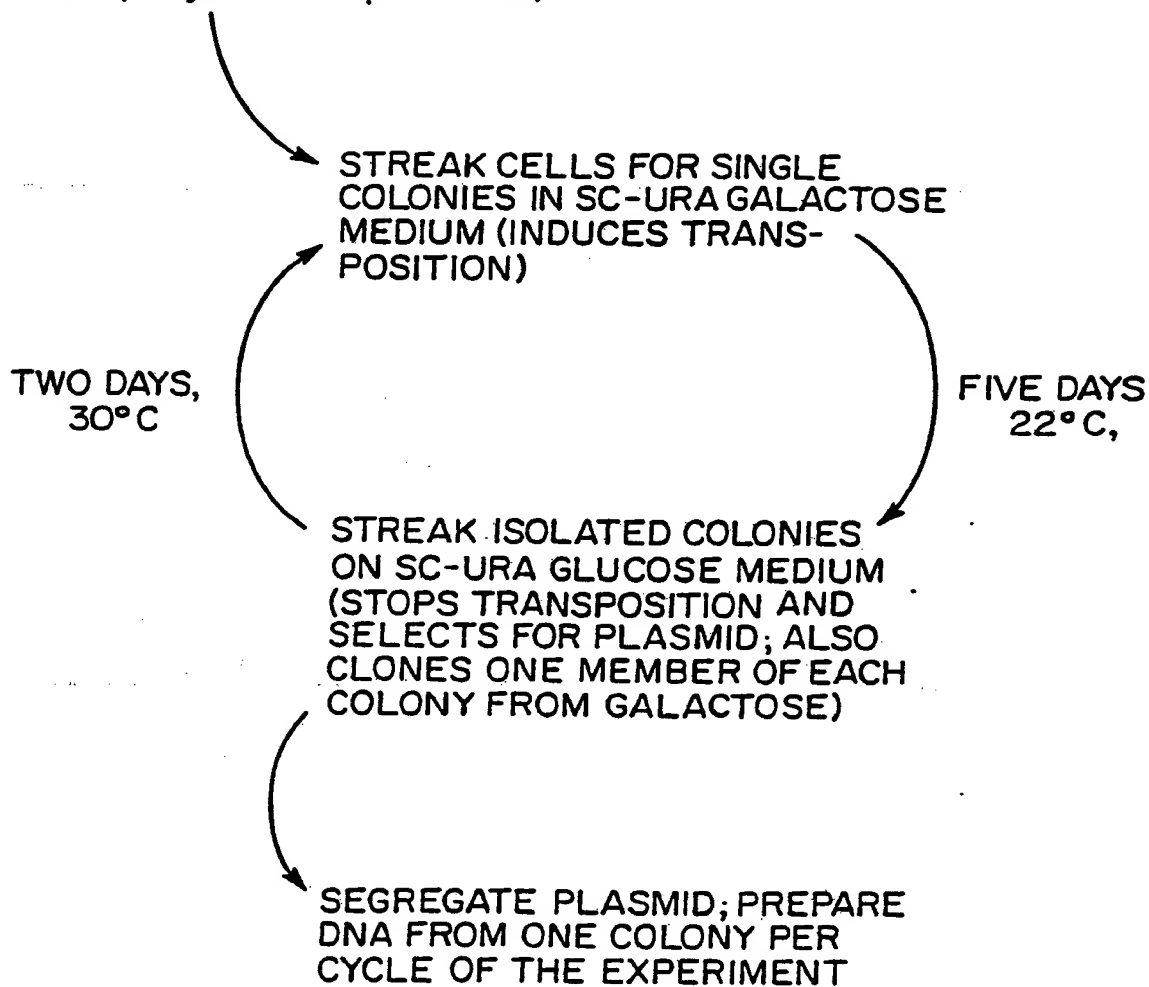 STREAK CELLS FOR SINGLE
COLONIES IN SC-URA GALACTOSE
MEDIUM (INDUCES TRANS-
POSITION)
TWO DAYS,
30°C
FIVE DAYS
22°C,
STREAK ISOLATED COLONIES
ON SC-URA GLUCOSE MEDIUM
(STOPS TRANSPOSITION AND
SELECTS FOR PLASMID; ALSO
CLONES ONE MEMBER OF EACH
COLONY FROM GALACTOSE)
SEGREGATE PLASMID; PREPARE
DNA FROM ONE COLONY PER
CYCLE OF THE EXPERIMENT